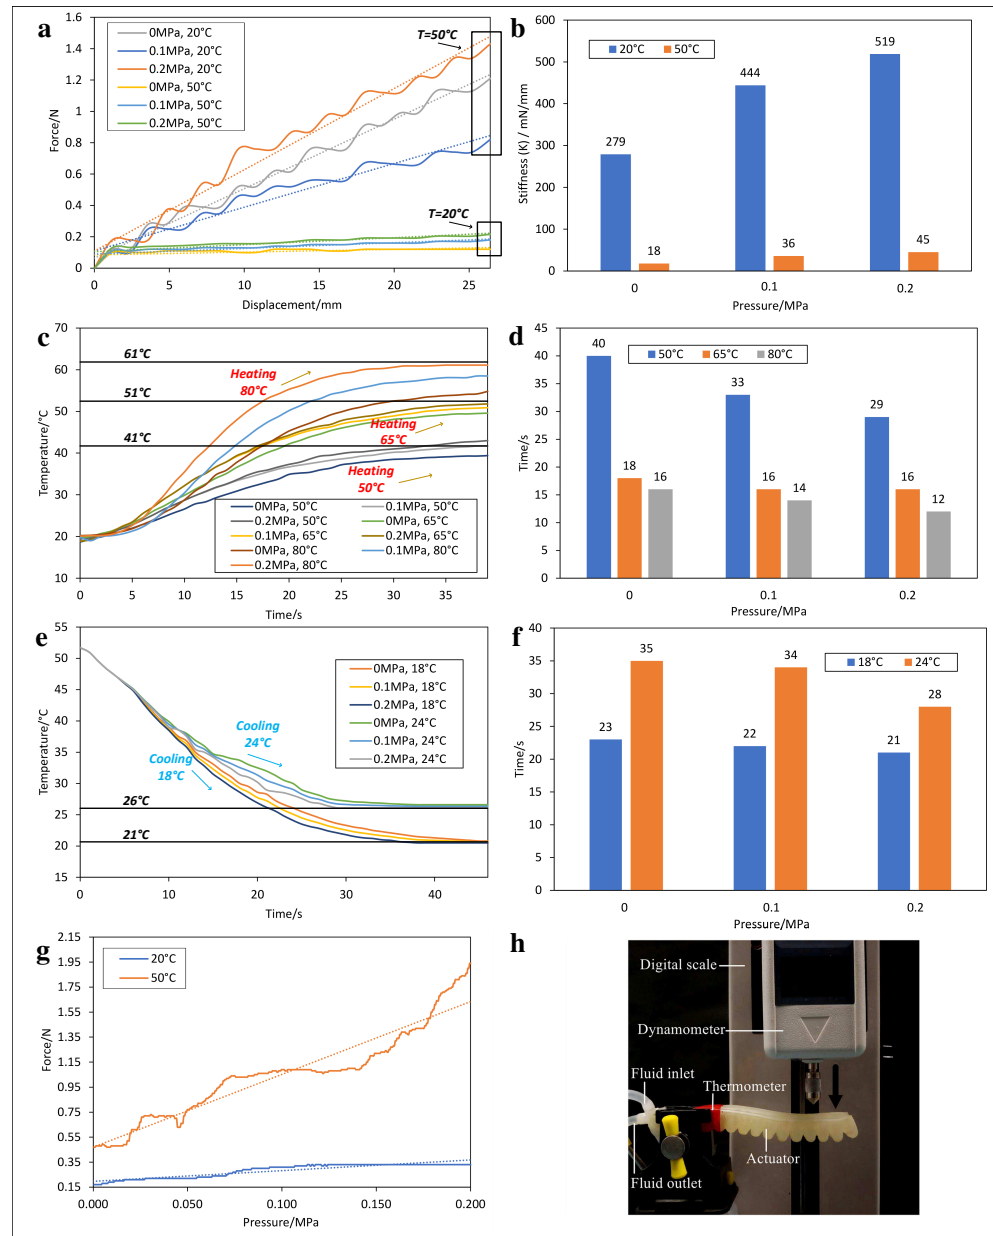 a
0MPa, 20°C
0.1MPa, 20°C
0.2MPa, 20°C
0MPa, 50°C
0.1MPa, 50°C
0.2MPa, 50°C
T=50°C
T=20°C
Force/N
1.6
1.4
1.2
1
0.8
0.6
0.4
0.2
0
0 5 10 15 20 25
Displacement/mm
b
20°C 50°C
Stiffness (K) / mN/mm
600
500
400
300
200
100
0
279 18
444 36
519 45
0 0.1 0.2
Pressure/MPa
c
61°C
51°C
41°C
Heating
80°C
Heating
65°C
Heating
50°C
Temperature/°C
70
60
50
40
30
20
10
0MPa, 50°C 0.1MPa, 50°C
0.2MPa, 50°C 0MPa, 65°C
0.1MPa, 65°C 0.2MPa, 65°C
0MPa, 80°C 0.1MPa, 80°C
0.2MPa, 80°C
0 5 10 15 20 25 30 35
Time/s
d
50°C 65°C 80°C
Time/s
45
40
35
30
25
20
15
10
5
0
40 18 16
33 16 14
29 16 12
0 0.1 0.2
Pressure/MPa
e
0MPa, 18°C
0.1MPa, 18°C
0.2MPa, 18°C
0MPa, 24°C
0.1MPa, 24°C
0.2MPa, 24°C
Cooling
24°C
Cooling
18°C
26°C
21°C
Temperature/°C
55
50
45
40
35
30
25
20
15
0 10 20 30 40
Time/s
f
18°C 24°C
Time/s
40
35
30
25
20
15
10
5
0
23 35
22 34
21 28
0 0.1 0.2
Pressure/MPa
g
20°C
50°C
Force/N
2.15
1.95
1.75
1.55
1.35
1.15
0.95
0.75
0.55
0.35
0.15
0.000 0.050 0.100 0.150 0.200
Pressure/MPa
h
Digital scale
Dynamometer
Fluid inlet
Thermometer
Actuator
Fluid outlet